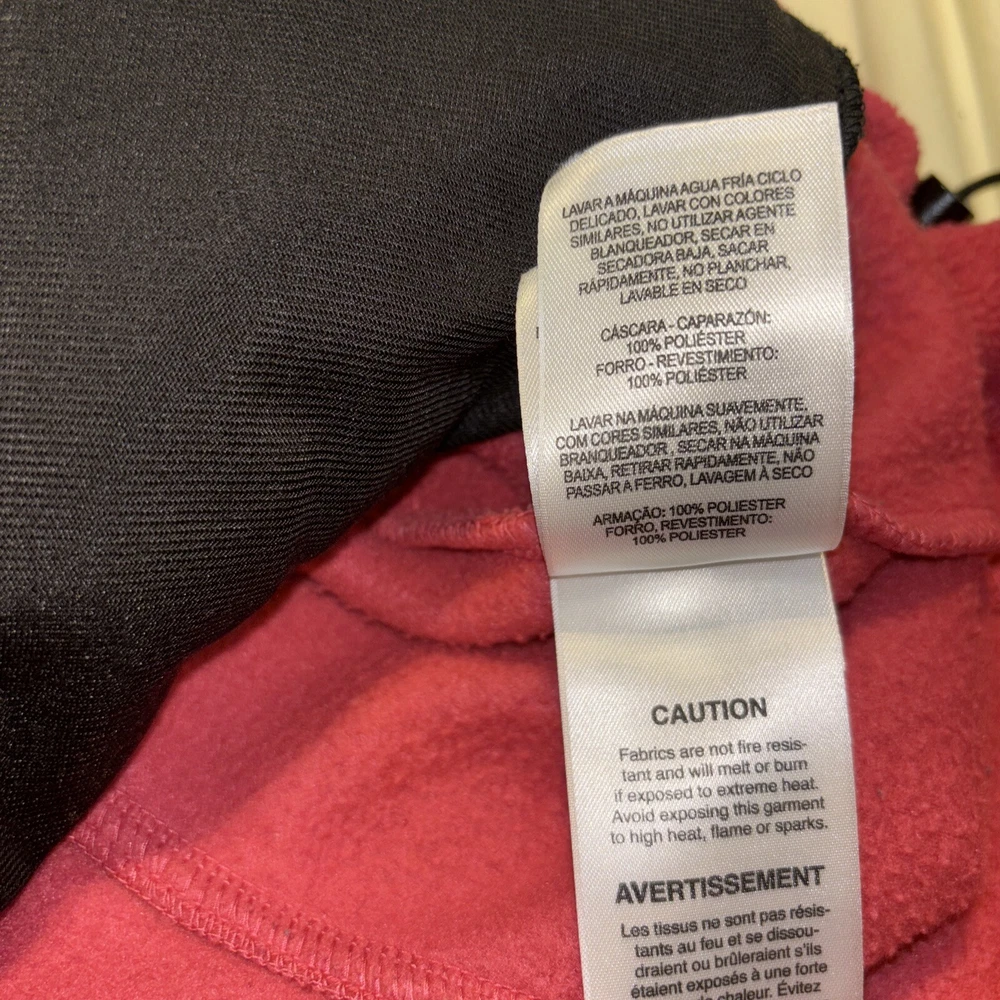 LAVAR A MÁQUINA AGUA FRÍA CICLO
DELICADO, LAVAR CON COLORES
SIMILARES, NO UTILIZAR AGENTE
BLANQUEADOR, SECAR EN
SECADORA BAJA, SACAR
RÁPIDAMENTE, NO PLANCHAR,
LAVABLE EN SECO
CÁSCARA - CAPARAZÓN:
100% POLIÉSTER
FORRO - REVESTIMIENTO:
100% POLIÉSTER
LAVAR NA MÁQUINA SUAVEMENTE,
COM CORES SIMILARES, NÃO UTILIZAR
BRANQUEADOR , SECAR NA MÁQUINA
BAIXA, RETIRAR RAPIDAMENTE, NÃO
PASSAR A FERRO, LAVAGEM À SECO
ARMAÇÃO: 100% POLIESTER
FORRO, REVESTIMENTO:
100% POLIESTER
CAUTION
Fabrics are not fire resis-
tant and will melt or burn
if exposed to extreme heat.
Avoid exposing this garment
to high heat, flame or sparks.
AVERTISSEMENT
Les tissus ne sont pas résis-
tants au feu et se dissou-
draient ou brûleraient s'ils
étaient exposés à une forte
chaleur. Évitez